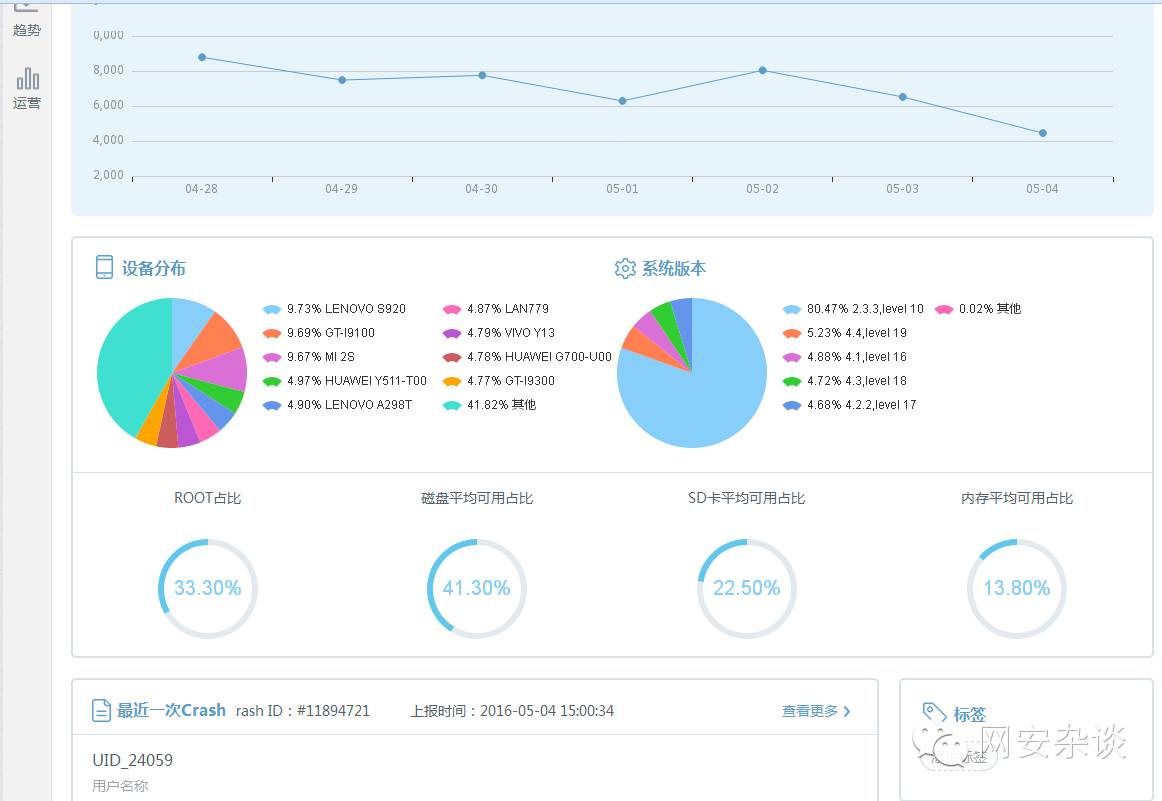 趋势
运营
0,000
8,000
6,000
4,000
2,000
04-28 04-29 04-30 05-01 05-02 05-03 05-04
设备分布
9.73% LENOVO S920
9.69% GT-I9100
9.67% MI 2S
4.97% HUAWEI Y511-T00
4.90% LENOVO A298T
4.87% LAN779
4.79% VIVO Y13
4.78% HUAWEI G700-U00
4.77% GT-I9300
41.82% 其他
系统版本
80.47% 2.3.3,level 10
5.23% 4.4,level 19
4.88% 4.1,level 16
4.72% 4.3,level 18
4.68% 4.2.2,level 17
0.02% 其他
ROOT占比
33.30%
磁盘平均可用占比
41.30%
SD卡平均可用占比
22.50%
内存平均可用占比
13.80%
最近一次Crash rash ID：#11894721 上报时间：2016-05-04 15:00:34 查看更多
UID_24059
用户名称
标签
标签
网安杂谈